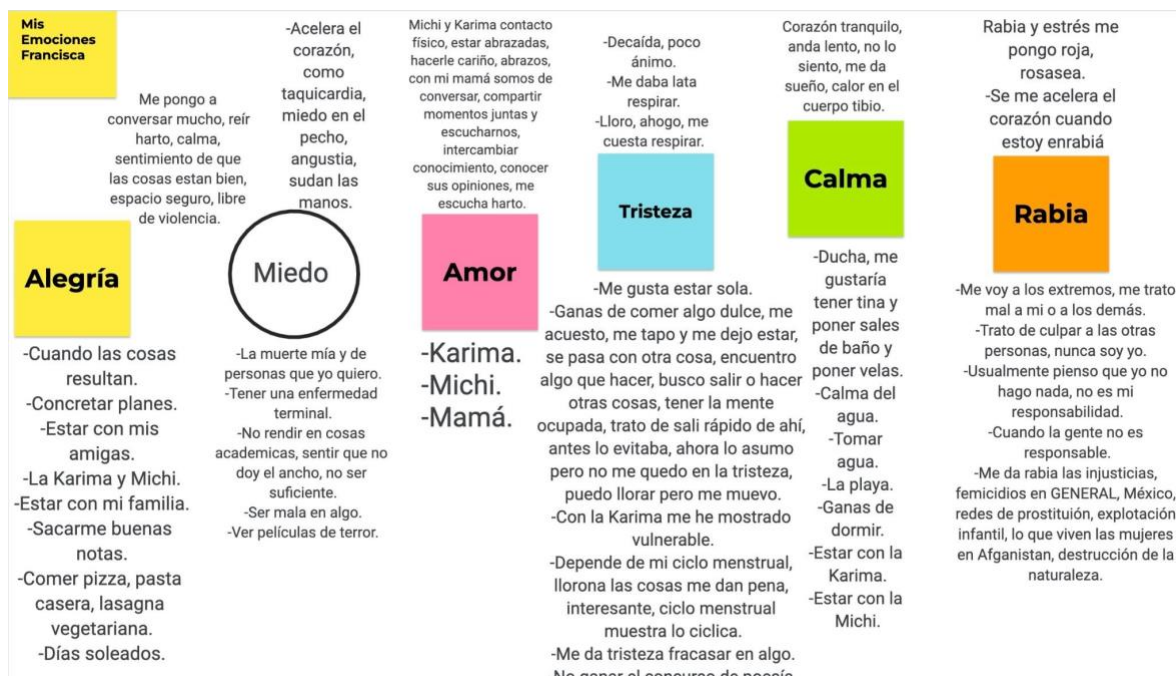 Mis
Emociones
Francisca
Me pongo a
conversar mucho, reír
harto, calma,
sentimiento de que
las cosas estan bien,
espacio seguro, libre
de violencia.
Alegría
-Cuando las cosas
resultan.
-Concretar planes.
-Estar con mis
amigas.
-La Karima y Michi.
-Estar con mi familia.
-Sacarme buenas
notas.
-Comer pizza, pasta
casera, lasagna
vegetariana.
-Días soleados.
-Acelera el
corazón,
como
taquicardia,
miedo en el
pecho,
angustia,
sudan las
manos.
Miedo
-La muerte mía y de
personas que yo quiero.
-Tener una enfermedad
terminal.
-No rendir en cosas
academicas, sentir que no
doy el ancho, no ser
suficiente.
-Ser mala en algo.
-Ver películas de terror.
Michi y Karima contacto
físico, estar abrazadas,
hacerle cariño, abrazos,
con mi mamá somos de
conversar, compartir
momentos juntas y
escucharnos,
intercambiar
conocimiento, conocer
sus opiniones, me
escucha harto.
Amor
-Karima.
-Michi.
-Mamá.
-Decaída, poco
ánimo.
-Me daba lata
respirar.
-Lloro, ahogo, me
cuesta respirar.
Tristeza
-Me gusta estar sola.
-Ganas de comer algo dulce, me
acuesto, me tapo y me dejo estar,
se pasa con otra cosa, encuentro
algo que hacer, busco salir o hacer
otras cosas, tener la mente
ocupada, trato de sali rápido de ahí,
antes lo evitaba, ahora lo asumo
pero no me quedo en la tristeza,
puedo llorar pero me muevo.
-Con la Karima me he mostrado
vulnerable.
-Depende de mi ciclo menstrual,
llorona las cosas me dan pena,
interesante, ciclo menstrual
muestra lo ciclica.
-Me da tristeza fracasar en algo.
No ganar el concurso de poesía
Corazón tranquilo,
anda lento, no lo
siento, me da
sueño, calor en el
cuerpo tibio.
Calma
-Ducha, me
gustaría
tener tina y
poner sales
de baño y
poner velas.
-Calma del
agua.
-Tomar
agua.
-La playa.
-Ganas de
dormir.
-Estar con la
Karima.
-Estar con la
Michi.
Rabia y estrés me
pongo roja,
rosasea.
-Se me acelera el
corazón cuando
estoy enrabiá
Rabia
-Me voy a los extremos, me trato
mal a mi o a los demás.
-Trato de culpar a las otras
personas, nunca soy yo.
-Usualmente pienso que yo no
hago nada, no es mi
responsabilidad.
-Cuando la gente no es
responsable.
-Me da rabia las injusticias,
femicidios en GENERAL, México,
redes de prostituión, explotación
infantil, lo que viven las mujeres
en Afganistan, destrucción de la
naturaleza.